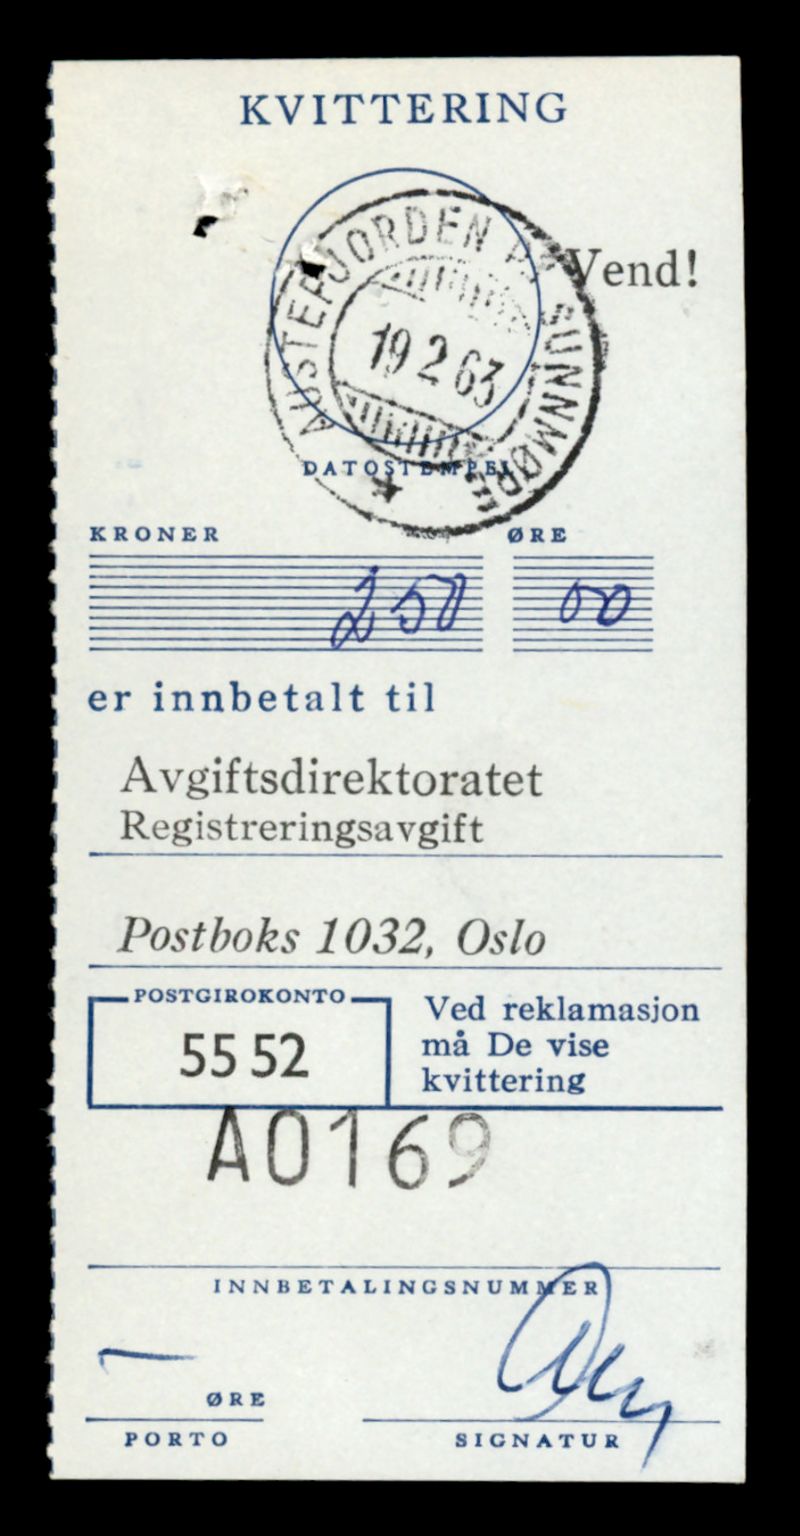 KVITTERING
Vend!
AUSTEFJORDEN PÅ SUNNMØRE
19 2 63
DATOSTEMPEL
KRONER ØRE
250 00
er innbetalt til
Avgiftsdirektoratet
Registreringsavgift
Postboks 1032, Oslo
POSTGIROKONTO
55 52
Ved reklamasjon
må De vise
kvittering
A0169
INNBETALINGSNUMMER
ØRE
PORTO
SIGNATUR